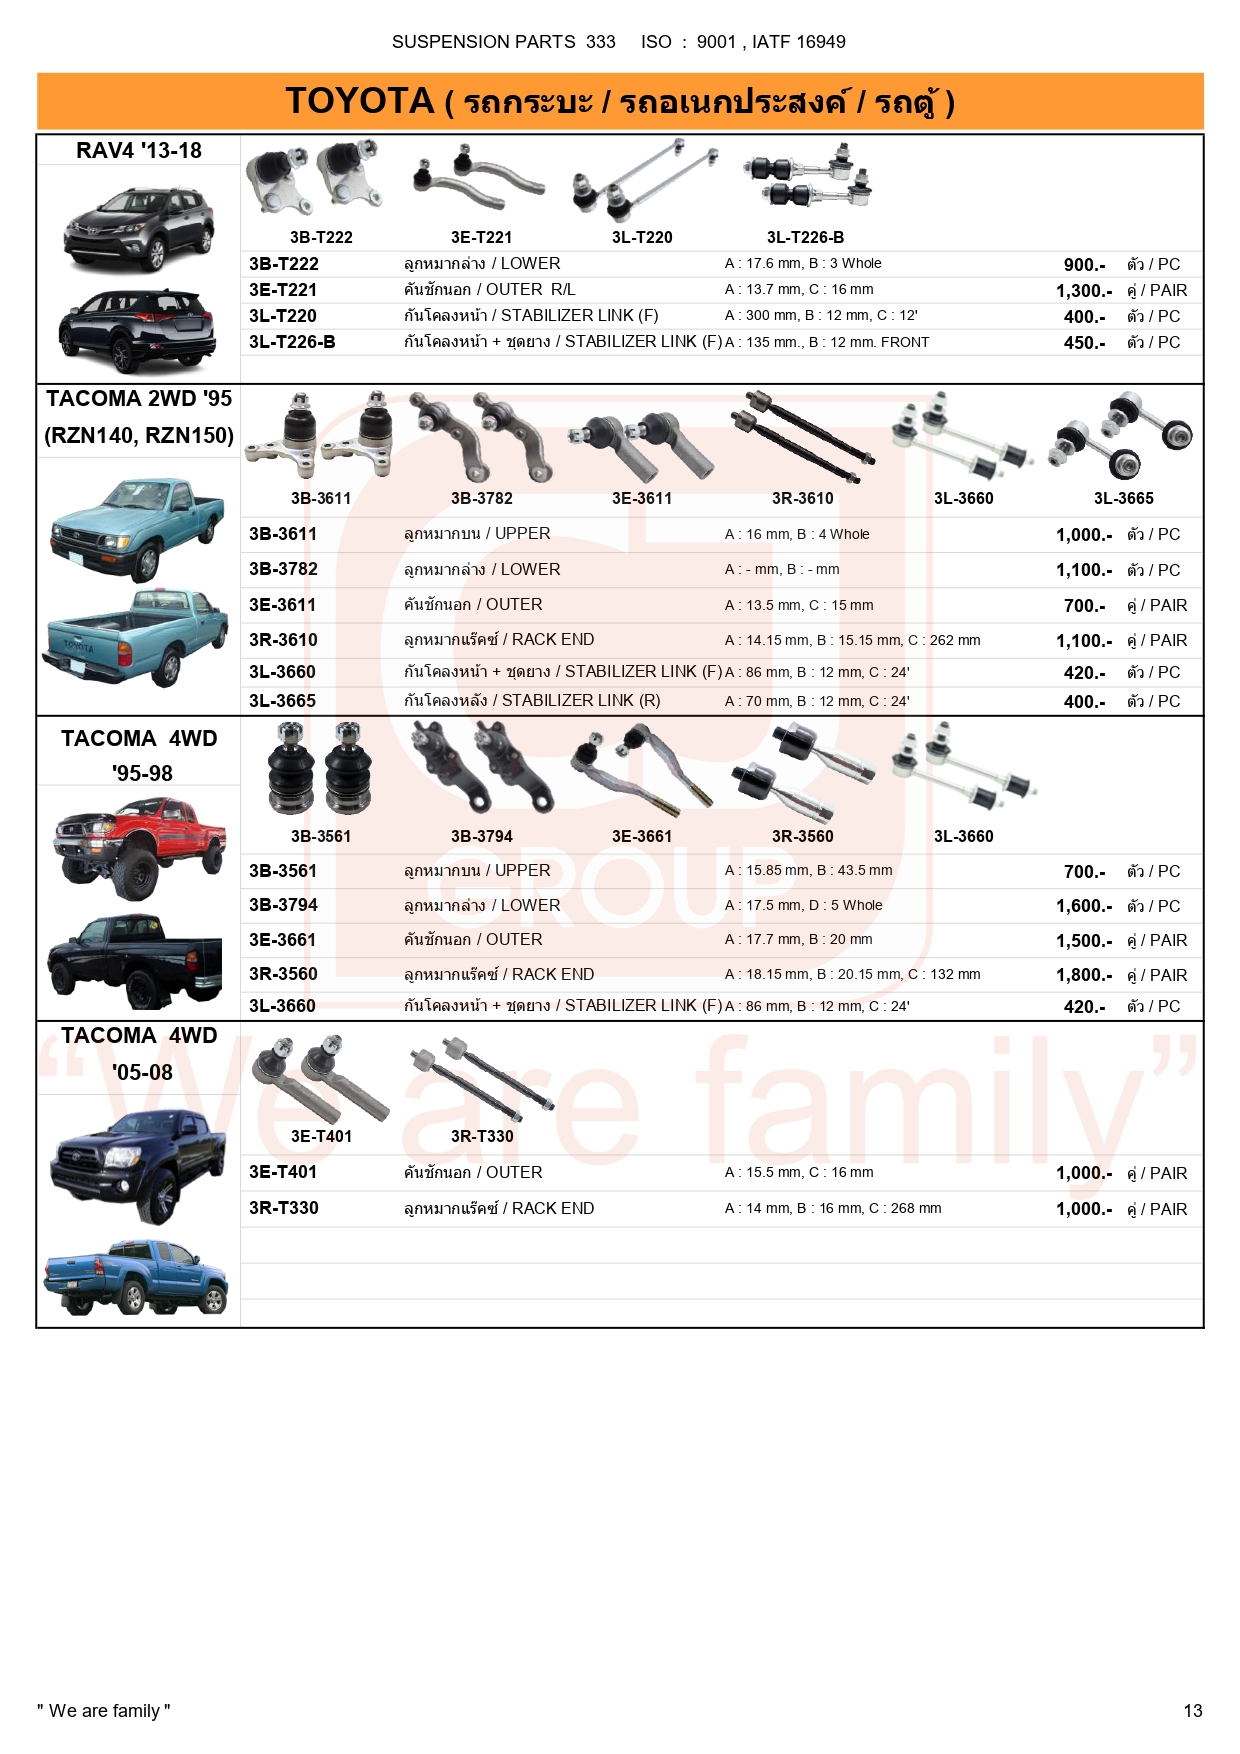 SUSPENSION PARTS  333     ISO  :  9001 , IATF 16949
TOYOTA ( รถกระบะ / รถอเนกประสงค์ / รถตู้ )
RAV4 '13-18
3B-T222 3E-T221 3L-T220 3L-T226-B
3B-T222 ลูกหมากล่าง / LOWER A : 17.6 mm, B : 3 Whole 900.- ตัว / PC
3E-T221 คันชักนอก / OUTER  R/L A : 13.7 mm, C : 16 mm 1,300.- คู่ / PAIR
3L-T220 กันโคลงหน้า / STABILIZER LINK (F) A : 300 mm, B : 12 mm, C : 12' 400.- ตัว / PC
3L-T226-B กันโคลงหน้า + ชุดยาง / STABILIZER LINK (F) A : 135 mm., B : 12 mm. FRONT 450.- ตัว / PC
TACOMA 2WD '95
(RZN140, RZN150)
3B-3611 3B-3782 3E-3611 3R-3610 3L-3660 3L-3665
3B-3611 ลูกหมากบน / UPPER A : 16 mm, B : 4 Whole 1,000.- ตัว / PC
3B-3782 ลูกหมากล่าง / LOWER A : - mm, B : - mm 1,100.- ตัว / PC
3E-3611 คันชักนอก / OUTER A : 13.5 mm, C : 15 mm 700.- คู่ / PAIR
3R-3610 ลูกหมากแร๊คซ์ / RACK END A : 14.15 mm, B : 15.15 mm, C : 262 mm 1,100.- คู่ / PAIR
3L-3660 กันโคลงหน้า + ชุดยาง / STABILIZER LINK (F) A : 86 mm, B : 12 mm, C : 24' 420.- ตัว / PC
3L-3665 กันโคลงหลัง / STABILIZER LINK (R) A : 70 mm, B : 12 mm, C : 24' 400.- ตัว / PC
TACOMA  4WD
'95-98
3B-3561 3B-3794 3E-3661 3R-3560 3L-3660
3B-3561 ลูกหมากบน / UPPER A : 15.85 mm, B : 43.5 mm 700.- ตัว / PC
3B-3794 ลูกหมากล่าง / LOWER A : 17.5 mm, D : 5 Whole 1,600.- ตัว / PC
3E-3661 คันชักนอก / OUTER A : 17.7 mm, B : 20 mm 1,500.- คู่ / PAIR
3R-3560 ลูกหมากแร๊คซ์ / RACK END A : 18.15 mm, B : 20.15 mm, C : 132 mm 1,800.- คู่ / PAIR
3L-3660 กันโคลงหน้า + ชุดยาง / STABILIZER LINK (F) A : 86 mm, B : 12 mm, C : 24' 420.- ตัว / PC
GROUP
TACOMA  4WD
'05-08
“We are family”
3E-T401 3R-T330
3E-T401 คันชักนอก / OUTER A : 15.5 mm, C : 16 mm 1,000.- คู่ / PAIR
3R-T330 ลูกหมากแร๊คซ์ / RACK END A : 14 mm, B : 16 mm, C : 268 mm 1,000.- คู่ / PAIR
" We are family " 13